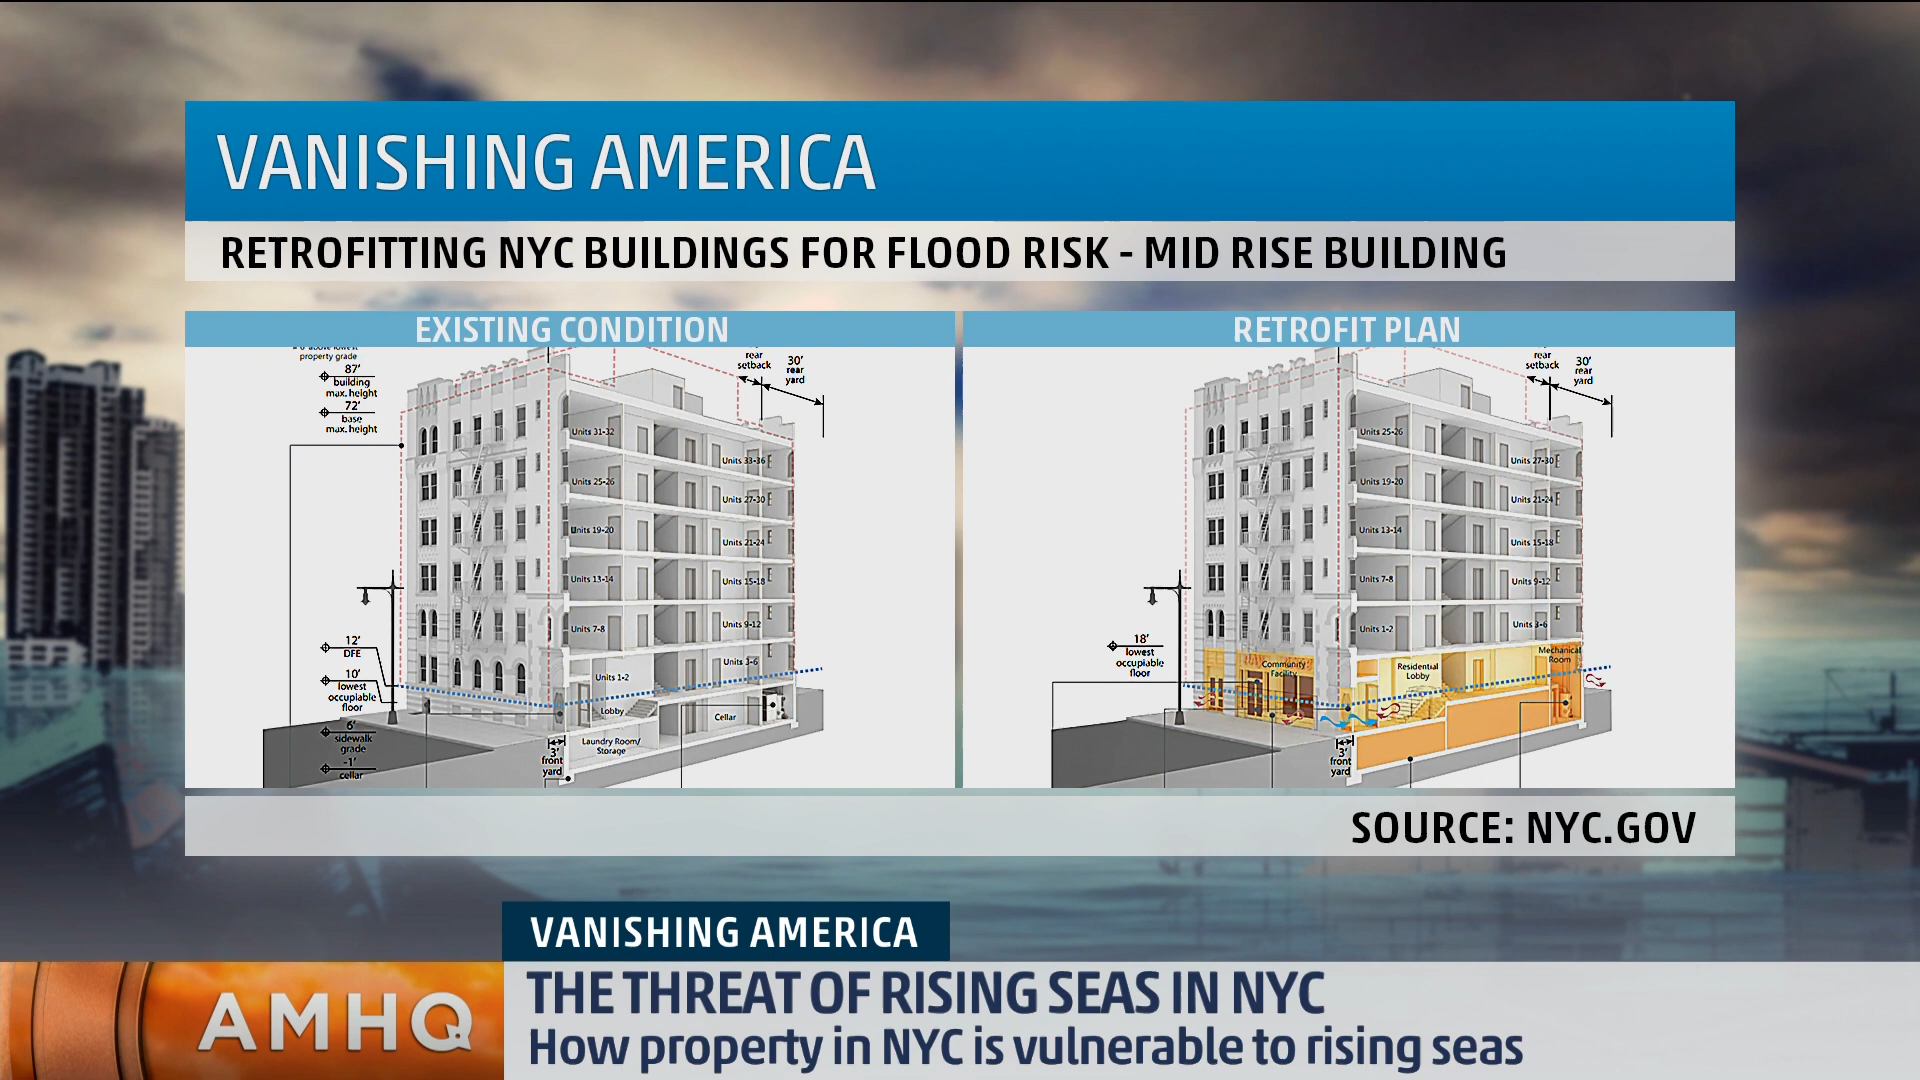 VANISHING AMERICA
RETROFITTING NYC BUILDINGS FOR FLOOD RISK - MID RISE BUILDING
EXISTING CONDITION
property grade
87'
building
max. height
72'
base
max. height
rear
setback
30'
rear
yard
Units 31-32
Units 33-36
Units 25-26
Units 27-30
Units 19-20
Units 21-24
Units 13-14
Units 15-18
Units 7-8
Units 9-12
Units 3-6
Units 1-2
12'
DFE
10'
lowest
occupiable
floor
6'
sidewalk
grade
-1'
cellar
Lobby
Cellar
Laundry Room/
Storage
3'
front
yard
RETROFIT PLAN
rear
setback
30'
rear
yard
Units 25-26
Units 27-30
Units 19-20
Units 21-24
Units 13-14
Units 15-18
Units 7-8
Units 9-12
Units 1-2
Units 3-6
18'
lowest
occupiable
floor
Community
Facility
Residential
Lobby
Mechanical
Room
3'
front
yard
SOURCE: NYC.GOV
VANISHING AMERICA
AMHQ
THE THREAT OF RISING SEAS IN NYC
How property in NYC is vulnerable to rising seas